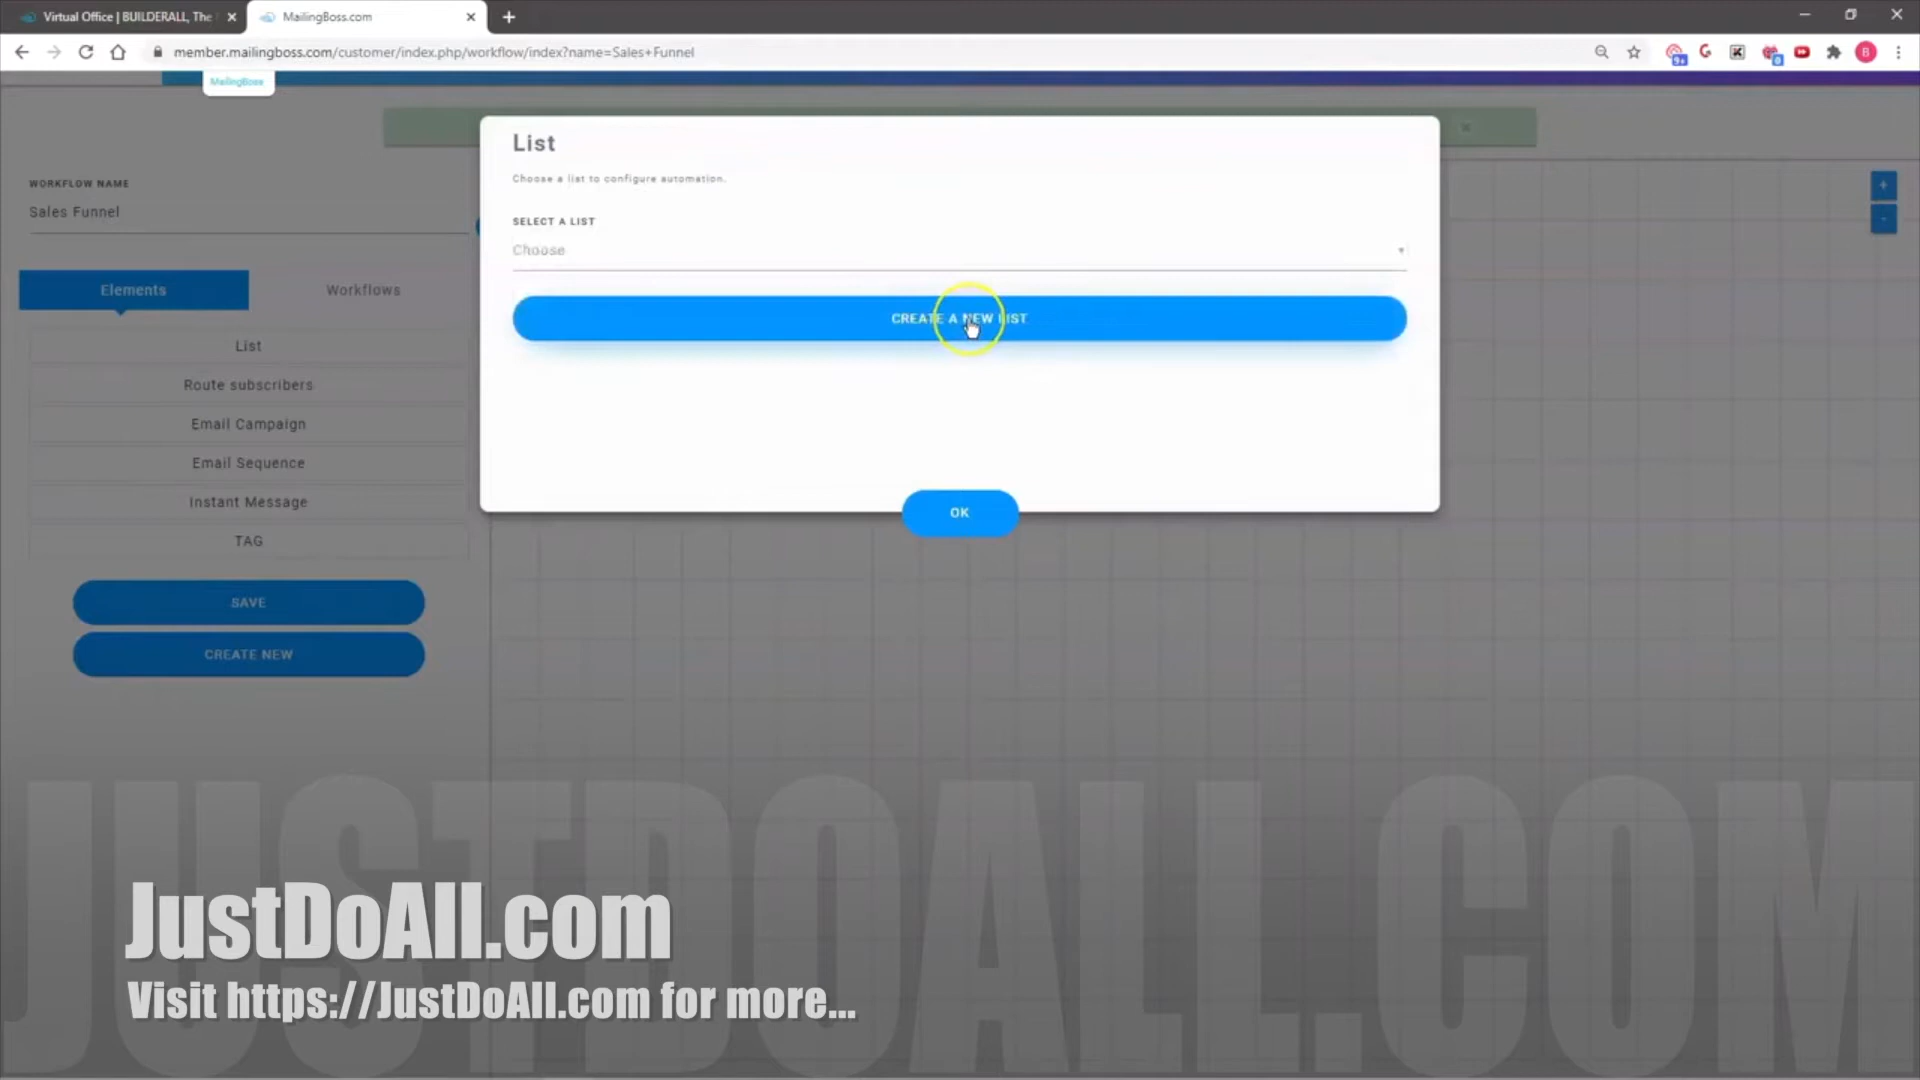 Virtual Office | BUILDERALL, The
MailingBoss.com
member.mailingboss.com/customer/index.php/workflow/index?name=Sales+Funnel
9+
G
0
B
MailingBoss
List
Choose a list to configure automation.
SELECT A LIST
Choose
CREATE A NEW LIST
OK
WORKFLOW NAME
Sales Funnel
Elements
Workflows
List
Route subscribers
Email Campaign
Email Sequence
Instant Message
TAG
SAVE
CREATE NEW
+
-
JUSTDOALL.COM
JustDoAll.com
Visit https://JustDoAll.com for more...